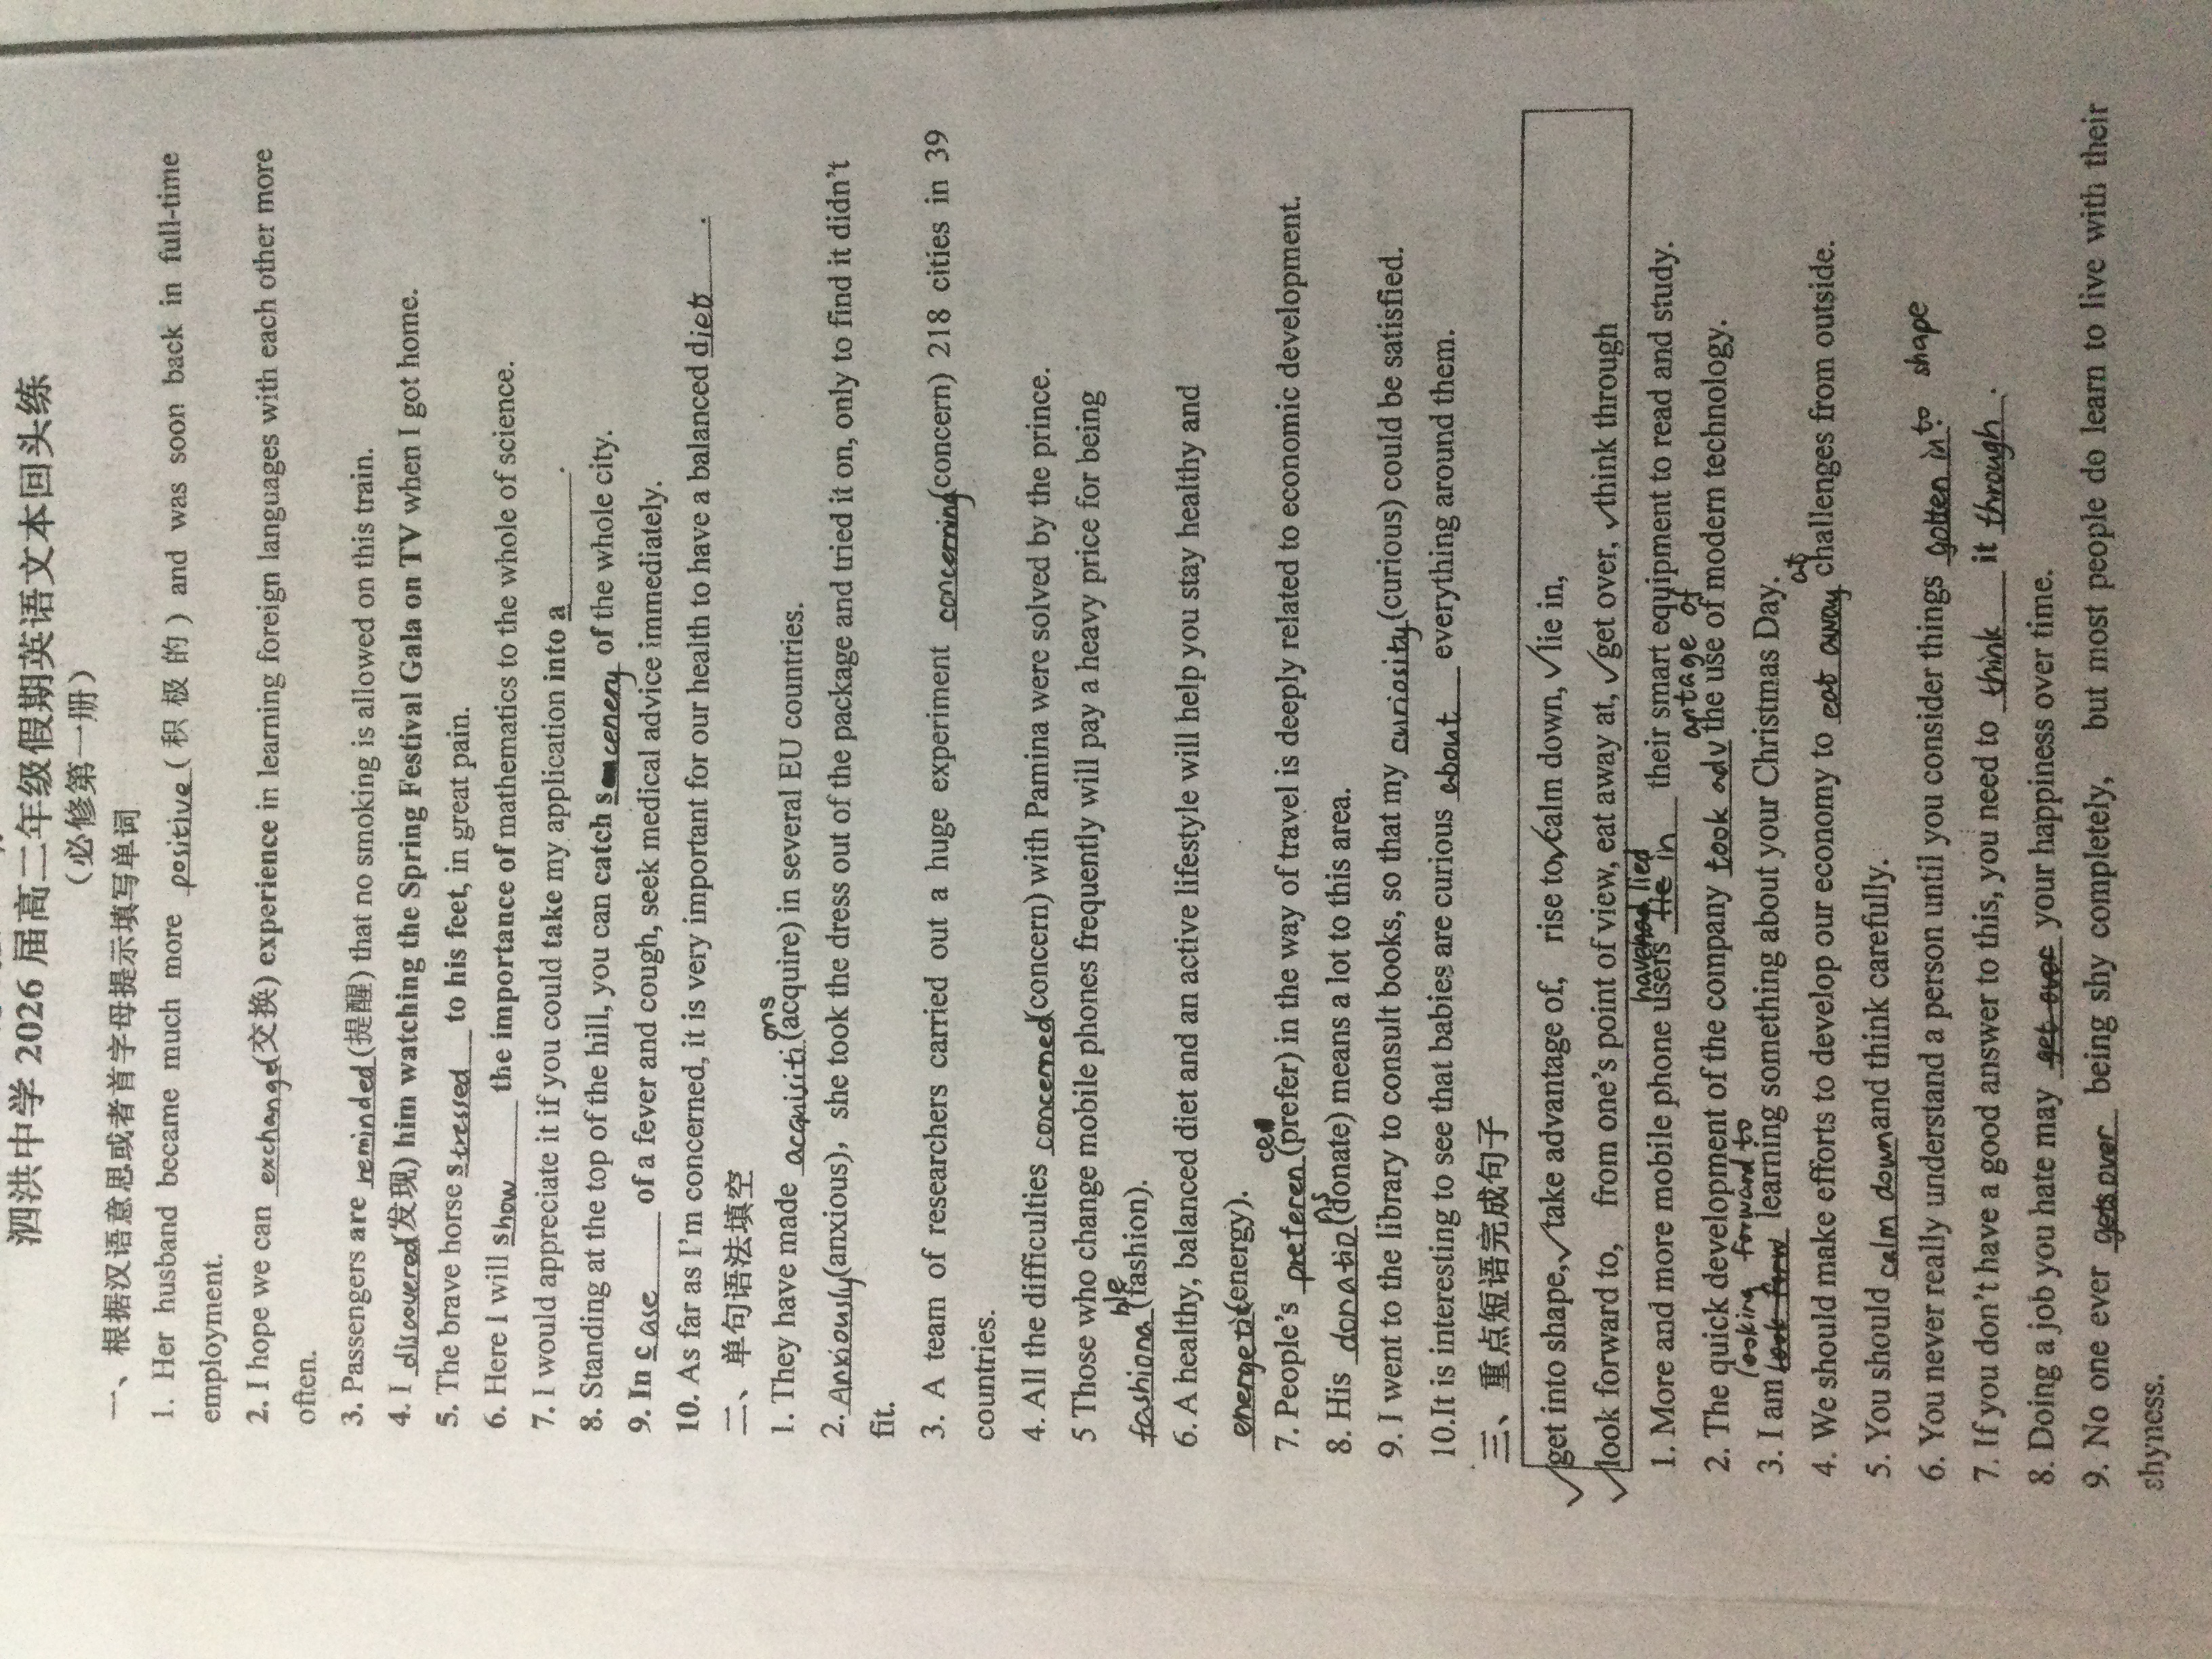 泗洪中学 2026 届高二年级假期英语文本回头练
（必修第一册）
一、根据汉语意思或者首字母提示填写单词
1. Her husband became much more positive (积极的) and was soon back in full-time
employment.
2. I hope we can exchange(交换) experience in learning foreign languages with each other more
often.
3. Passengers are reminded (提醒) that no smoking is allowed on this train.
4. I discovered(发现) him watching the Spring Festival Gala on TV when I got home.
5. The brave horse stressed to his feet, in great pain.
6. Here I will show the importance of mathematics to the whole of science.
7. I would appreciate it if you could take my application into a________.
8. Standing at the top of the hill, you can catch scenery of the whole city.
9. In case of a fever and cough, seek medical advice immediately.
10. As far as I'm concerned, it is very important for our health to have a balanced diet.
二、单句语法填空
1. They have made acquisitions (acquire) in several EU countries.
2. Anxiously(anxious)，she took the dress out of the package and tried it on, only to find it didn't
fit.
3. A team of researchers carried out a huge experiment concerning(concern) 218 cities in 39
countries.
4. All the difficulties concerned(concern) with Pamina were solved by the prince.
5 Those who change mobile phones frequently will pay a heavy price for being
fashionable (fashion).
6. A healthy, balanced diet and an active lifestyle will help you stay healthy and
energetic(energy).
7. People's preference (prefer) in the way of travel is deeply related to economic development.
8. His donations (donate) means a lot to this area.
9. I went to the library to consult books, so that my curiosity (curious) could be satisfied.
10.It is interesting to see that babies are curious about everything around them.
三、重点短语完成句子
✓get into shape,✓take advantage of, rise to,✓calm down, ✓lie in,
✓look forward to, from one's point of view, eat away at, ✓get over, ✓think through
1. More and more mobile phone users have lied in their smart equipment to read and study.
2. The quick development of the company took advantage of the use of modern technology.
3. I am looking forward to learning something about your Christmas Day.
4. We should make efforts to develop our economy to eat away at challenges from outside.
5. You should calm down and think carefully.
6. You never really understand a person until you consider things gotten into shape.
7. If you don't have a good answer to this, you need to think it through.
8. Doing a job you hate may get over your happiness over time.
9. No one ever gets over being shy completely, but most people do learn to live with their
shyness.